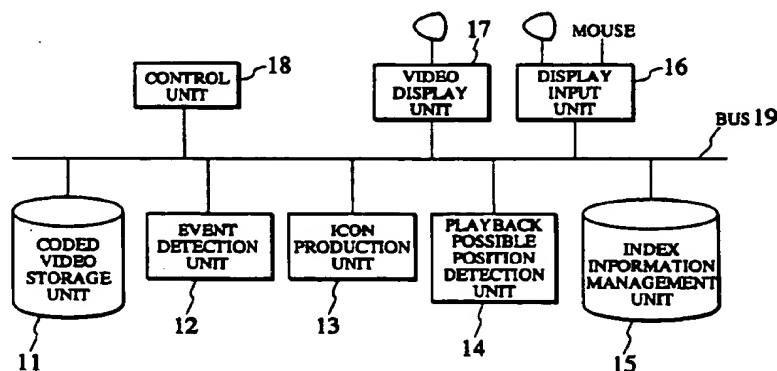 17
MOUSE
18
CONTROL
UNIT
VIDEO
DISPLAY
UNIT
DISPLAY
INPUT
UNIT
16
BUS 19
CODED
VIDEO
STORAGE
UNIT
EVENT
DETECTION
UNIT
ICON
PRODUCTION
UNIT
PLAYBACK
POSSIBLE
POSITION
DETECTION
UNIT
INDEX
INFORMATION
MANAGEMENT
UNIT
11
12
13
14
15